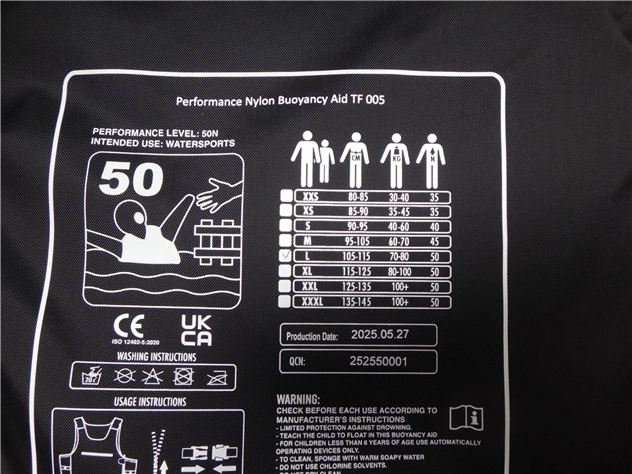 Performance Nylon Buoyancy Aid TF 005
PERFORMANCE LEVEL: 50N
INTENDED USE: WATERSPORTS
50
CM KG N
XXS 80-85 30-40 35
XS 85-90 35-45 35
S 90-95 40-60 40
M 95-105 60-70 45
L 105-115 70-80 50
XL 115-125 80-100 50
XXL 125-135 100+ 50
XXXL 135-145 100+ 50
CE UK CA
ISO 12402-5:2020
Production Date: 2025.05.27
QCN: 252550001
WASHING INSTRUCTIONS
20°C
USAGE INSTRUCTIONS
WARNING:
CHECK BEFORE EACH USE ACCORDING TO
MANUFACTURER'S INSTRUCTIONS
- LIMITED PROTECTION AGAINST DROWNING.
- TEACH THE CHILD TO FLOAT IN THIS BUOYANCY AID
- FOR CHILDREN LESS THAN 6 YEARS OF AGE USE AUTOMATICALLY
OPERATING DEVICES ONLY.
- TO CLEAN, SPONGE WITH WARM SOAPY WATER
- DO NOT USE CHLORINE SOLVENTS.
- DO NOT DRY CLEAN